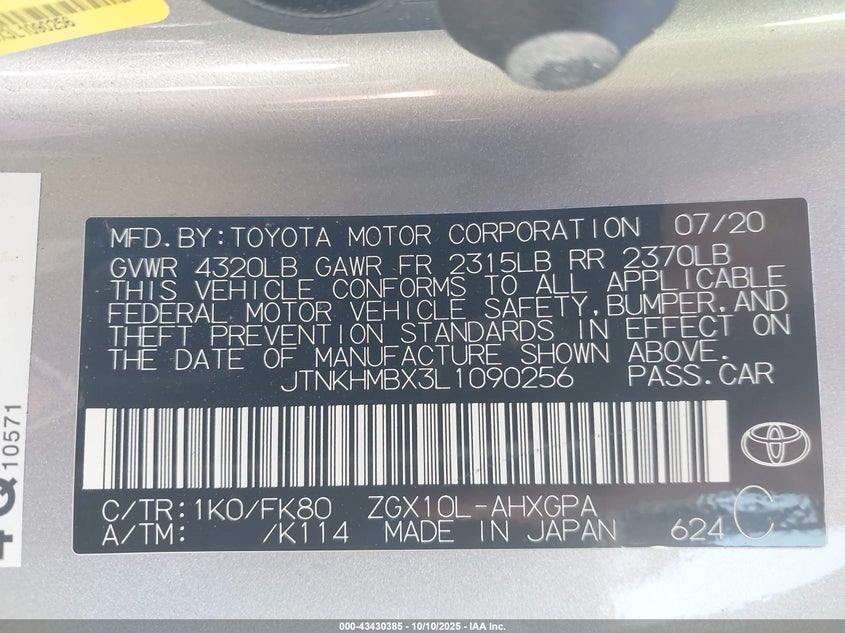 3L1090256
MFD.BY:TOYOTA MOTOR CORPORATION 07/20
GVWR 4320LB GAWR FR 2315LB RR 2370LB
THIS VEHICLE CONFORMS TO ALL APPLICABLE
FEDERAL MOTOR VEHICLE SAFETY,BUMPER,AND
THEFT PREVENTION STANDARDS IN EFFECT ON
THE DATE OF MANUFACTURE SHOWN ABOVE.
JTNKHMBX3L1090256 PASS.CAR
C/TR:1K0/FK80 ZGX10L-AHXGPA C
A/TM: /K114 MADE IN JAPAN 624
10571
000-43430385 - 10/10/2025 - IAA Inc.